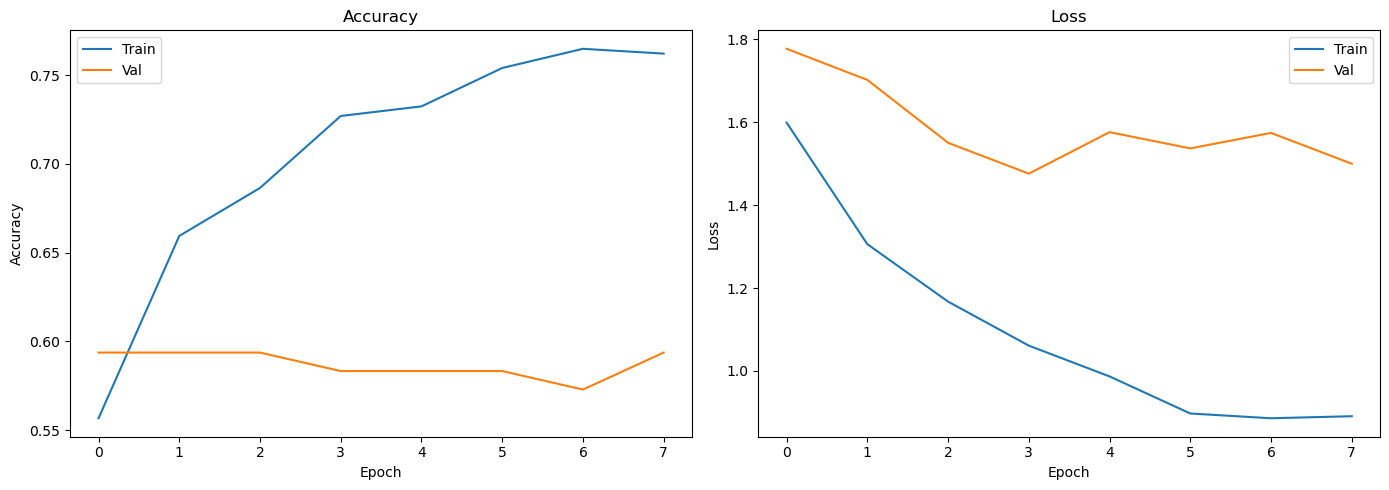 Accuracy
Train
Val
0.75
0.70
0.65
0.60
0.55
Accuracy
0 1 2 3 4 5 6 7
Epoch
Loss
Train
Val
1.8
1.6
1.4
1.2
1.0
Loss
0 1 2 3 4 5 6 7
Epoch